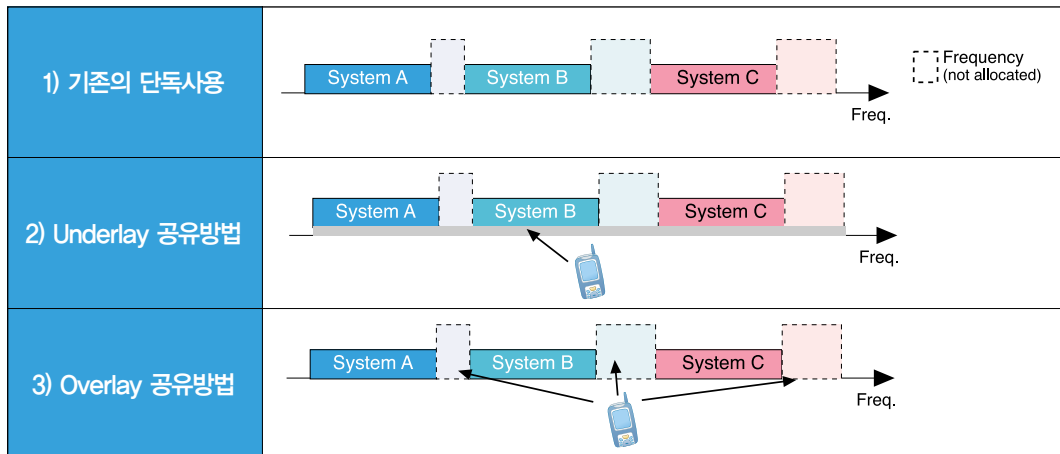 1) 기존의 단독사용
System A
System B
System C
Freq.
Frequency
(not allocated)
2) Underlay 공유방법
System A
System B
System C
Freq.
3) Overlay 공유방법
System A
System B
System C
Freq.